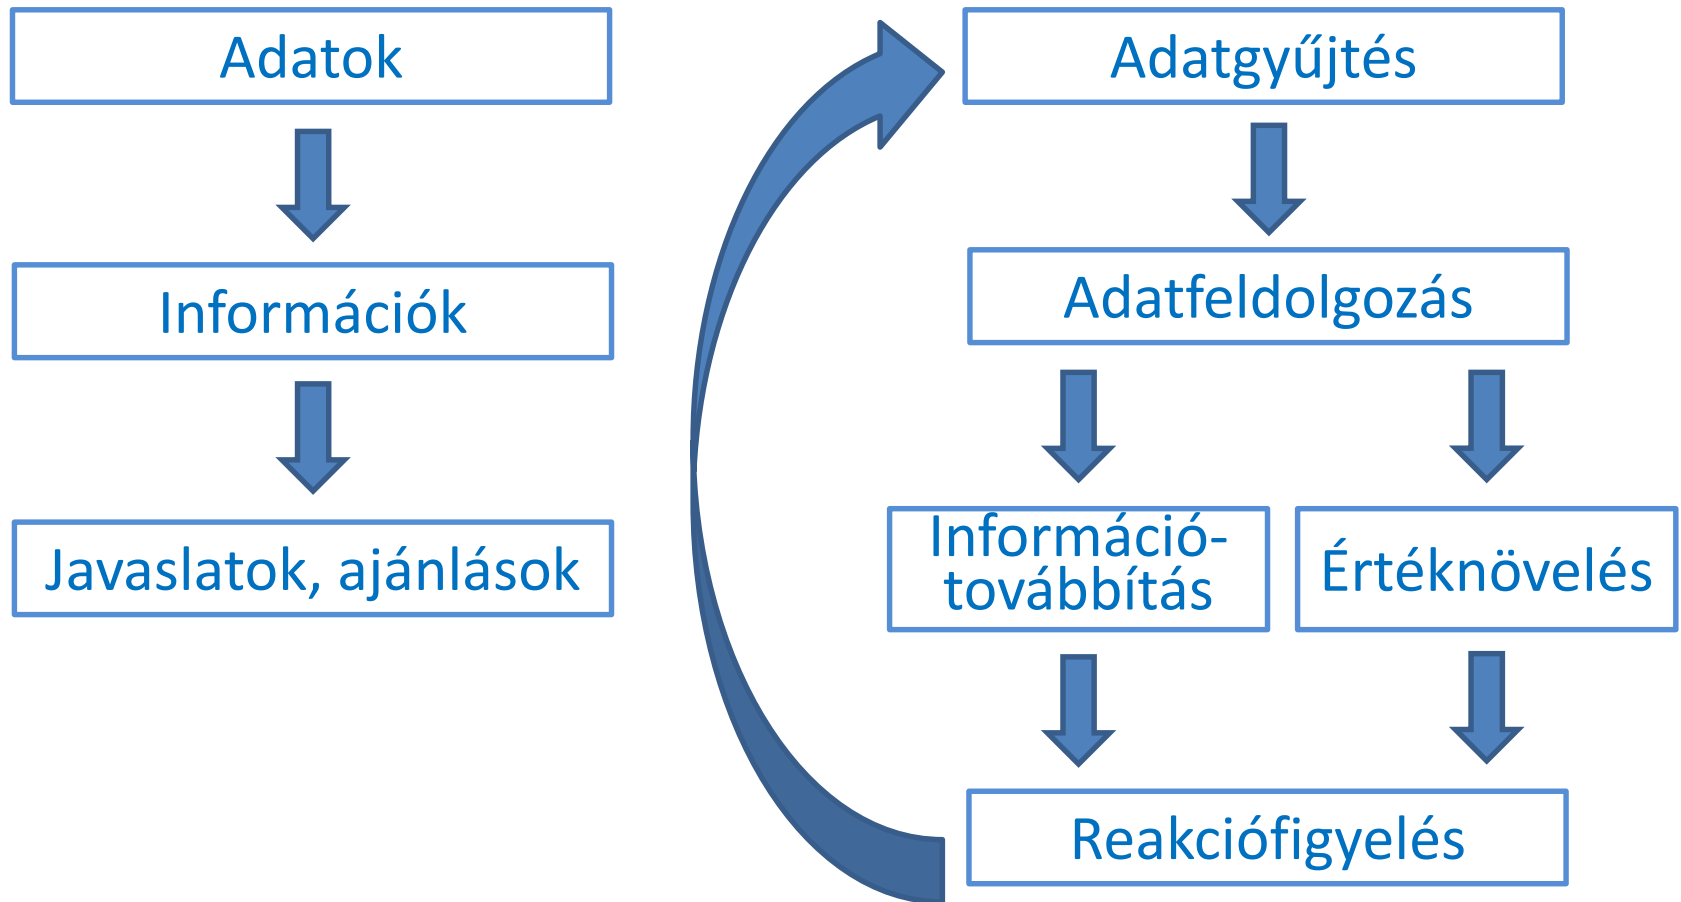 Adatok
Információk
Javaslatok, ajánlások
Adatgyűjtés
Adatfeldolgozás
Információ-
továbbítás
Értéknövelés
Reakciófigyelés